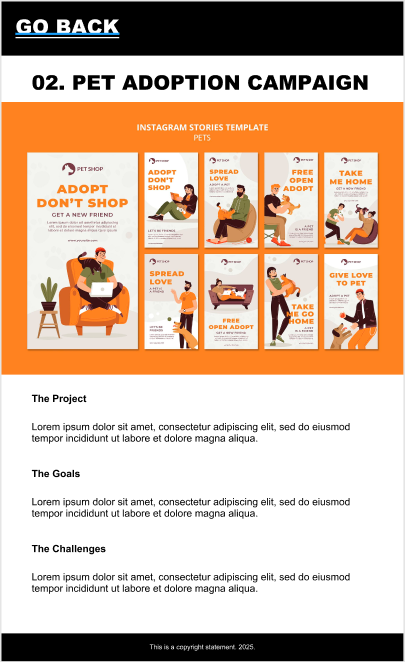 GO BACK
02. PET ADOPTION CAMPAIGN
INSTAGRAM STORIES TEMPLATE
PETS
PET SHOP
ADOPT
DON'T SHOP
GET A NEW FRIEND
PET SHOP
ADOPT
DON'T
SHOP
LET'S BE FRIENDS
PET SHOP
SPREAD
LOVE
ADOPT A PET
PET SHOP
FREE
OPEN
ADOPT
A PET
IS A FRIEND
PET SHOP
TAKE
ME HOME
GET A NEW FRIEND
PET SHOP
SPREAD
LOVE
A PET IS
A FRIEND
LET'S BE
FRIENDS
PET SHOP
FREE
OPEN ADOPT
GET A NEW FRIEND
PET SHOP
TAKE
ME GO
HOME
A PET
IS A FRIEND
PET SHOP
GIVE LOVE
TO PET
ADOPT A PET
The Project
Lorem ipsum dolor sit amet, consectetur adipiscing elit, sed do eiusmod
tempor incididunt ut labore et dolore magna aliqua.
The Goals
Lorem ipsum dolor sit amet, consectetur adipiscing elit, sed do eiusmod
tempor incididunt ut labore et dolore magna aliqua.
The Challenges
Lorem ipsum dolor sit amet, consectetur adipiscing elit, sed do eiusmod
tempor incididunt ut labore et dolore magna aliqua.
This is a copyright statement. 2025.